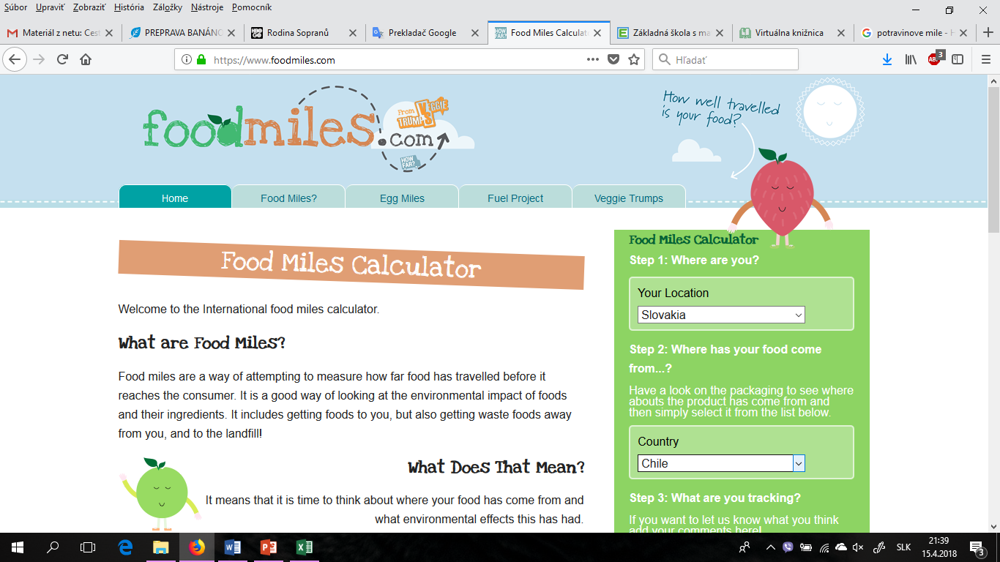 Súbor Upraviť Zobraziť História Záložky Nástroje Pomocník
Materiál z netu: Cest
PREPRAVA BANÁNO
HBO GO
Rodina Sopranů
Prekladač Google
HOW FAR?
Food Miles Calculato
Základná škola s ma
Virtuálna knižnica
potravinove mile - H
https://www.foodmiles.com
Hľadať
ABP
3
foodmiles.com
From
VEGGIE
TRUMPS
HOW FAR?
How well travelled
is your food?
Home
Food Miles?
Egg Miles
Fuel Project
Veggie Trumps
Food Miles Calculator
Welcome to the International food miles calculator.
What are Food Miles?
Food miles are a way of attempting to measure how far food has travelled before it
reaches the consumer. It is a good way of looking at the environmental impact of foods
and their ingredients. It includes getting foods to you, but also getting waste foods away
from you, and to the landfill!
What Does That Mean?
It means that it is time to think about where your food has come from and
what environmental effects this has had.
Food Miles Calculator
Step 1: Where are you?
Your Location
Slovakia
Step 2: Where has your food come
from...?
Have a look on the packaging to see where
abouts the product has come from and
then simply select it from the list below.
Country
Chile
Step 3: What are you tracking?
If you want to let us know what you think
add your comments here!
SLK
21:39
15.4.2018
3